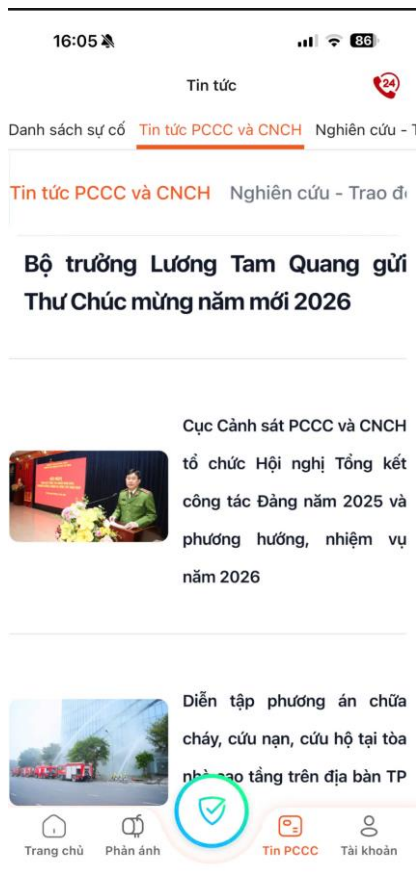 16:05
86
Tin tức
24
Danh sách sự cố Tin tức PCCC và CNCH Nghiên cứu -
Tin tức PCCC và CNCH Nghiên cứu - Trao đ
Bộ trưởng Lương Tam Quang gửi
Thư Chúc mừng năm mới 2026
Cục Cảnh sát PCCC và CNCH
tổ chức Hội nghị Tổng kết
công tác Đảng năm 2025 và
phương hướng, nhiệm vụ
năm 2026
Diễn tập phương án chữa
cháy, cứu nạn, cứu hộ tại tòa
nhà cao tầng trên địa bàn TP
Trang chủ Phản ánh Tin PCCC Tài khoản